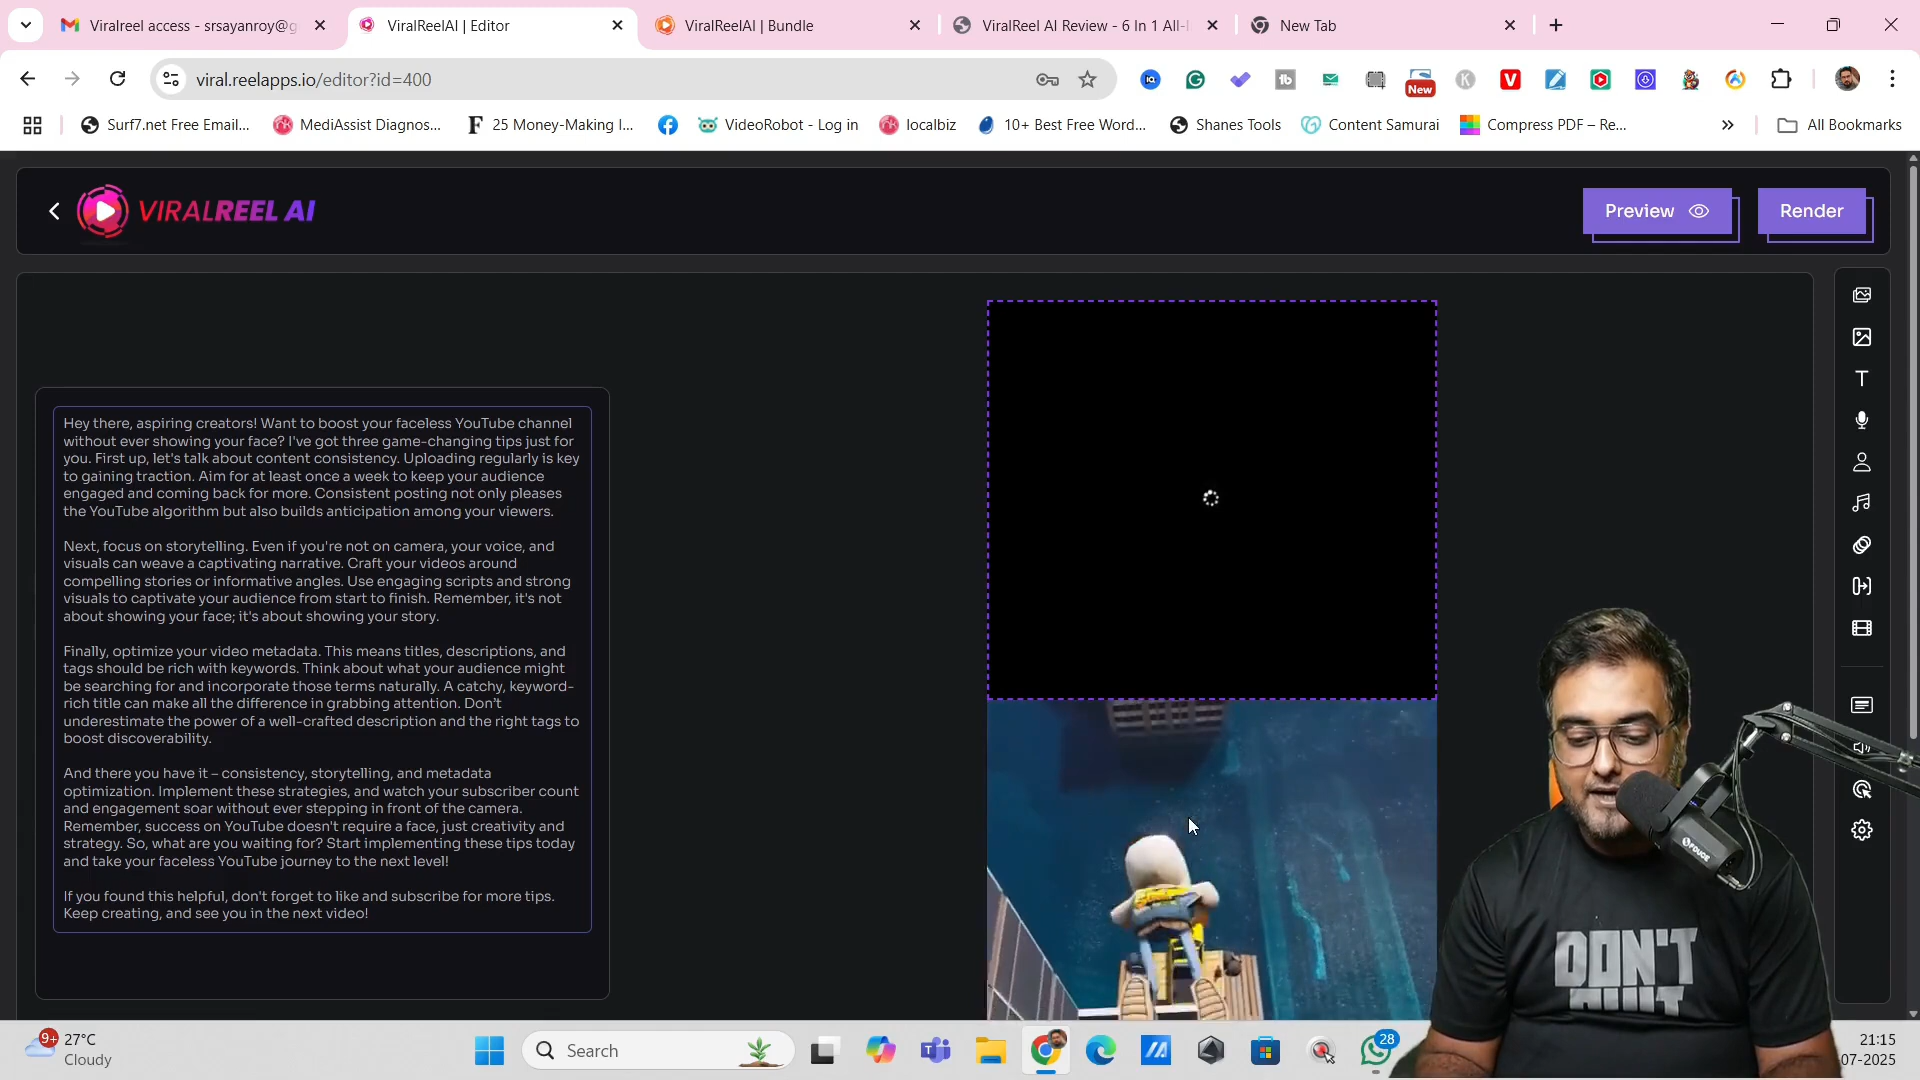 Viralreel access - srsayanroy@g
ViralReelAI | Editor
ViralReelAI | Bundle
ViralReel AI Review - 6 In 1 All-I
New Tab
viral.reelapps.io/editor?id=400
New
Surf7.net Free Email...
MediAssist Diagnos...
25 Money-Making I...
VideoRobot - Log in
localbiz
10+ Best Free Word...
Shanes Tools
Content Samurai
Compress PDF – Re...
All Bookmarks
VIRALREEL AI
Preview
Render
Hey there, aspiring creators! Want to boost your faceless YouTube channel
without ever showing your face? I've got three game-changing tips just for
you. First up, let's talk about content consistency. Uploading regularly is key
to gaining traction. Aim for at least once a week to keep your audience
engaged and coming back for more. Consistent posting not only pleases
the YouTube algorithm but also builds anticipation among your viewers.
Next, focus on storytelling. Even if you're not on camera, your voice, and
visuals can weave a captivating narrative. Craft your videos around
compelling stories or informative angles. Use engaging scripts and strong
visuals to captivate your audience from start to finish. Remember, it's not
about showing your face; it's about showing your story.
Finally, optimize your video metadata. This means titles, descriptions, and
tags should be rich with keywords. Think about what your audience might
be searching for and incorporate those terms naturally. A catchy, keyword-
rich title can make all the difference in grabbing attention. Don't
underestimate the power of a well-crafted description and the right tags to
boost discoverability.
And there you have it – consistency, storytelling, and metadata
optimization. Implement these strategies, and watch your subscriber count
and engagement soar without ever stepping in front of the camera.
Remember, success on YouTube doesn't require a face, just creativity and
strategy. So, what are you waiting for? Start implementing these tips today
and take your faceless YouTube journey to the next level!
If you found this helpful, don't forget to like and subscribe for more tips.
Keep creating, and see you in the next video!
FDUCE
DON'T
QUIT
9+
27°C
Cloudy
Search
28
21:15
07-2025